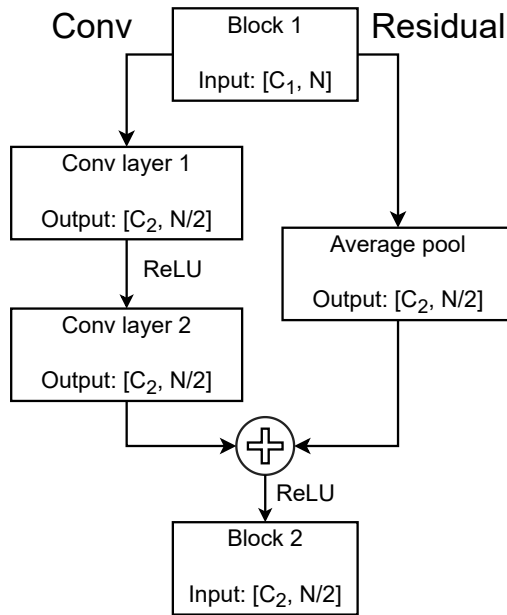 Conv
Residual
Block 1
Input: [C₁, N]
Conv layer 1
Output: [C₂, N/2]
ReLU
Conv layer 2
Output: [C₂, N/2]
Average pool
Output: [C₂, N/2]
ReLU
Block 2
Input: [C₂, N/2]